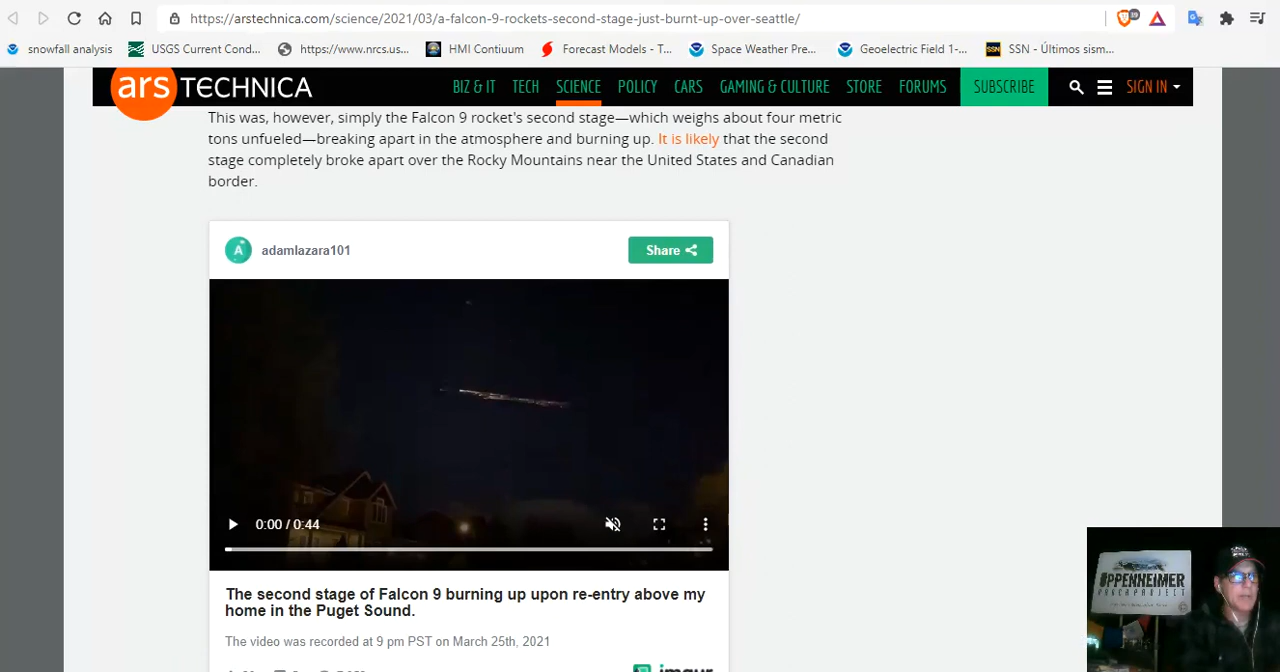 https://arstechnica.com/science/2021/03/a-falcon-9-rockets-second-stage-just-burnt-up-over-seattle/
snowfall analysis USGS Current Cond... https://www.nrcs.us... HMI Contiuum Forecast Models - T... Space Weather Pre... Geoelectric Field 1-... SSN - Últimos sism...
ars TECHNICA BIZ & IT TECH SCIENCE POLICY CARS GAMING & CULTURE STORE FORUMS SUBSCRIBE SIGN IN
This was, however, simply the Falcon 9 rocket's second stage—which weighs about four metric
tons unfueled—breaking apart in the atmosphere and burning up. It is likely that the second
stage completely broke apart over the Rocky Mountains near the United States and Canadian
border.
A adamlazara101 Share
0:00 / 0:44
The second stage of Falcon 9 burning up upon re-entry above my
home in the Puget Sound.
The video was recorded at 9 pm PST on March 25th, 2021
imgur
OPPENHEIMER
RANCH PROJECT